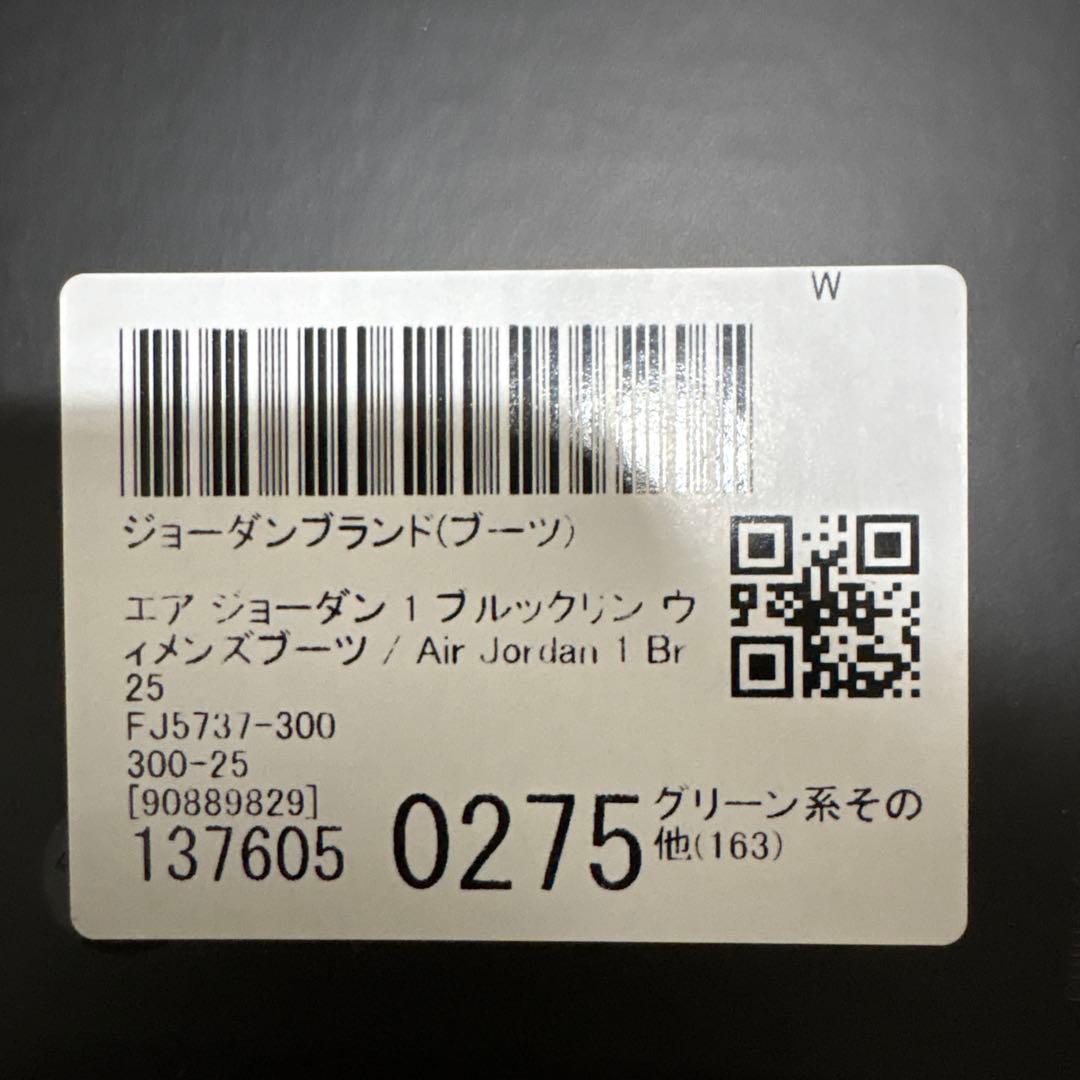 W
ジョーダンブランド(ブーツ)
エア ジョーダン 1 ブルックリン ウ
ィメンズブーツ / Air Jordan 1 Br
25
FJ5737-300
300-25
[90889829]
137605 0275 グリーン系その
他(163)